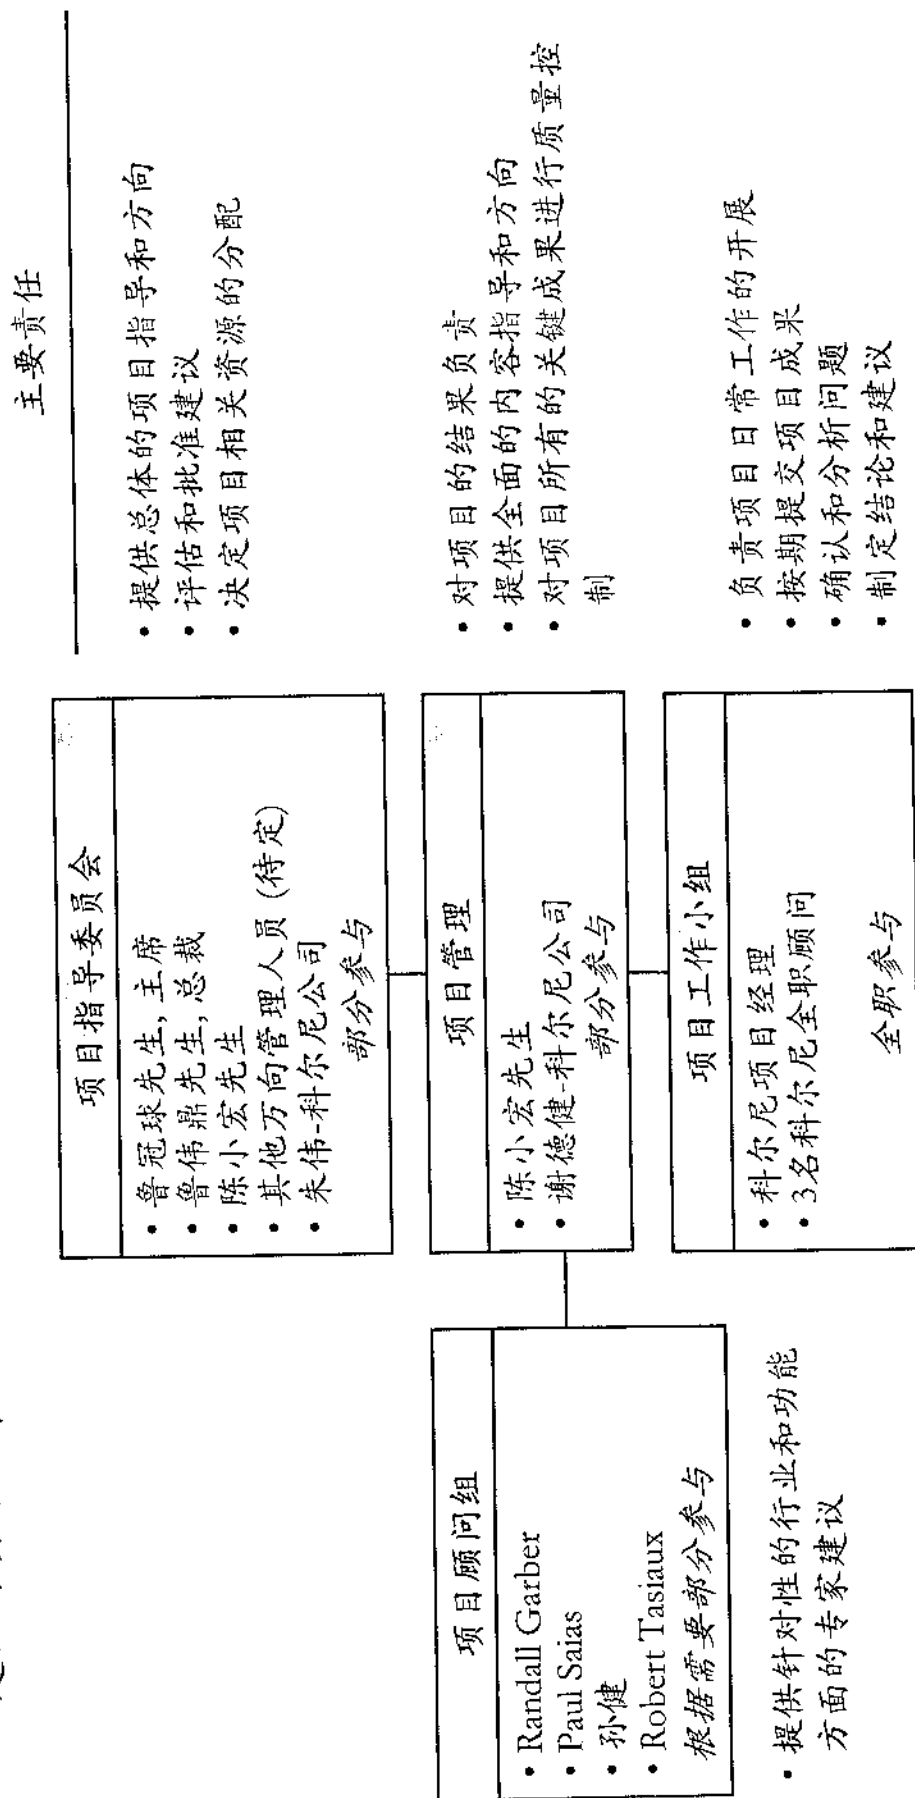 主要责任
项目指导委员会
• 鲁冠球先生,主席
• 鲁伟鼎先生,总裁
• 陈小宏先生
• 其他万向管理人员(待定)
• 朱伟-科尔尼公司
部分参与
• 提供总体的项目指导和方向
• 评估和批准建议
• 决定项目相关资源的分配
项目顾问组
• Randall Garber
• Paul Saias
• 孙健
• Robert Tasiaux
根据需要部分参与
• 提供针对性的行业和功能
方面的专家建议
项目管理
• 陈小宏先生
• 谢德健-科尔尼公司
部分参与
• 对项目的结果负责
• 提供全面的内容指导和方向
• 对项目所有的关键成果进行质量控
制
项目工作小组
• 科尔尼项目经理
• 3名科尔尼全职顾问
全职参与
• 负责项目日常工作的开展
• 按期提交项目成果
• 确认和分析问题
• 制定结论和建议